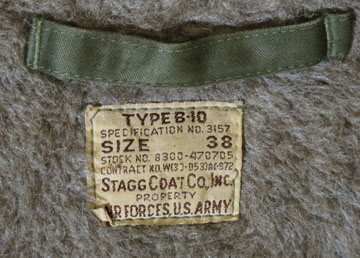 TYPE B-10
SPECIFICATION NO. 3157
SIZE 38
STOCK NO. 8300-470705
CONTRACT NO. W(33-053)AC-972
STAGG COAT CO., INC.
PROPERTY
AIR FORCES, U.S. ARMY